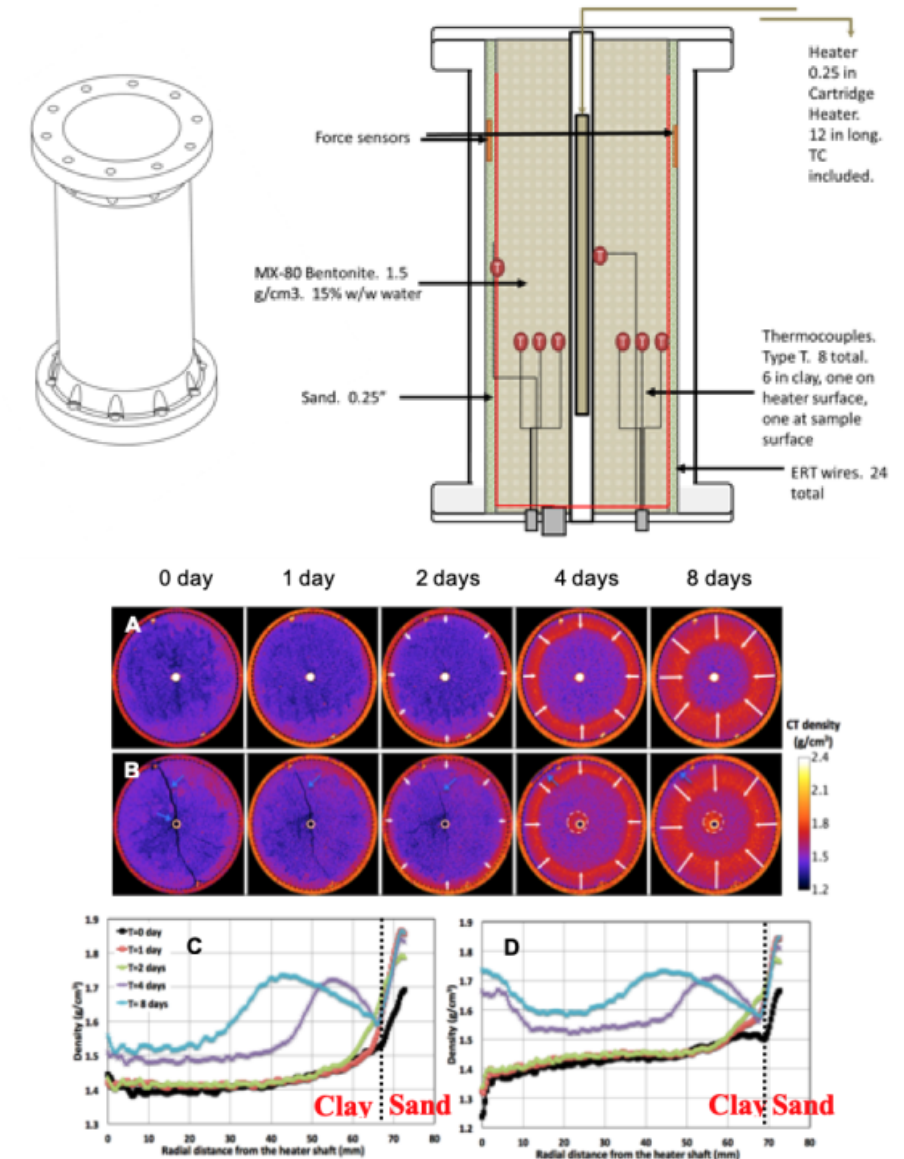 Heater
0.25 in
Cartridge
Heater.
12 in long.
TC
included.
Force sensors
T
T
MX-80 Bentonite. 1.5
g/cm3. 15% w/w water
T T T T T T
Thermocouples.
Type T. 8 total.
6 in clay, one on
heater surface,
one at sample
surface
Sand. 0.25"
ERT wires. 24
total
0 day 1 day 2 days 4 days 8 days
A
CT density
(g/cm³)
2.4
2.1
1.8
1.5
1.2
B
C
T=0 day
T=1 day
T=2 days
T=4 days
T= 8 days
1.9
1.8
1.7
1.6
1.5
1.4
1.3
Density (g/cm³)
Clay Sand
0 10 20 30 40 50 60 70 80
Radial distance from the heater shaft (mm)
D
1.9
1.8
1.7
1.6
1.5
1.4
1.3
1.2
Density (g/cm³)
Clay Sand
0 10 20 30 40 50 60 70 80
Radial distance from the heater shaft (mm)